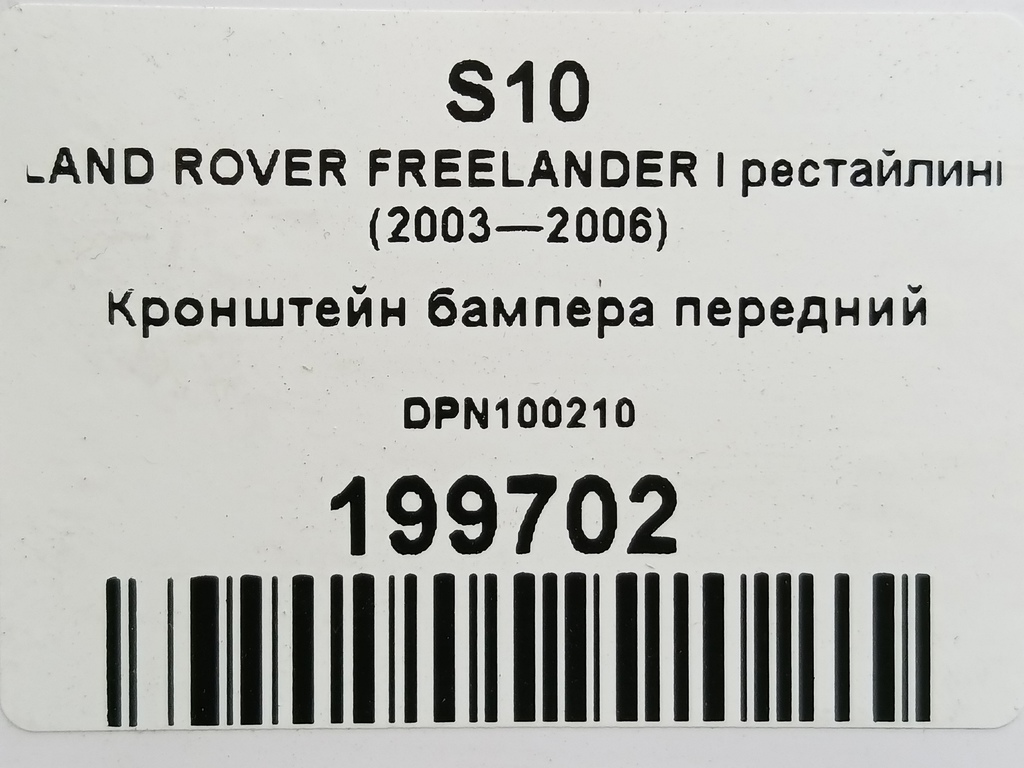 S10
LAND ROVER FREELANDER I рестайлинг
(2003—2006)
Кронштейн бампера передний
DPN100210
199702